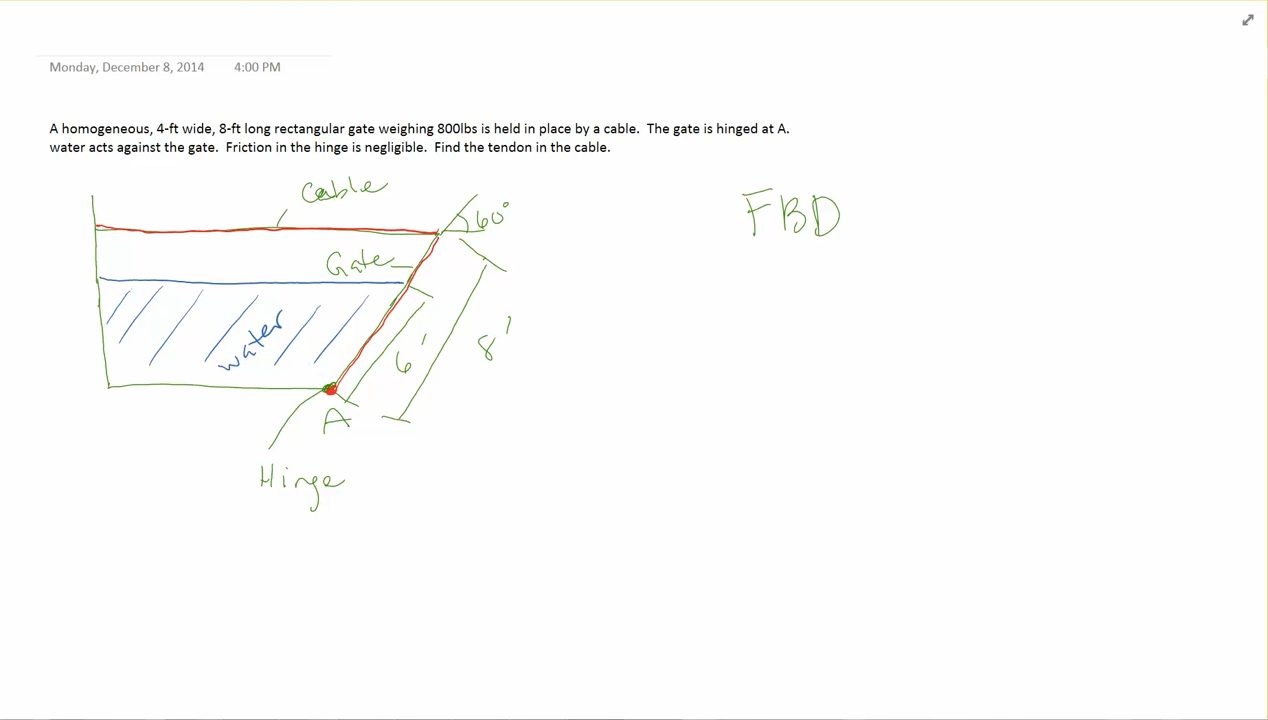 Monday, December 8, 2014 4:00 PM
A homogeneous, 4-ft wide, 8-ft long rectangular gate weighing 800lbs is held in place by a cable. The gate is hinged at A.
water acts against the gate. Friction in the hinge is negligible. Find the tendon in the cable.
Cable
60°
FBD
Gate
water
6'
8'
A
Hinge